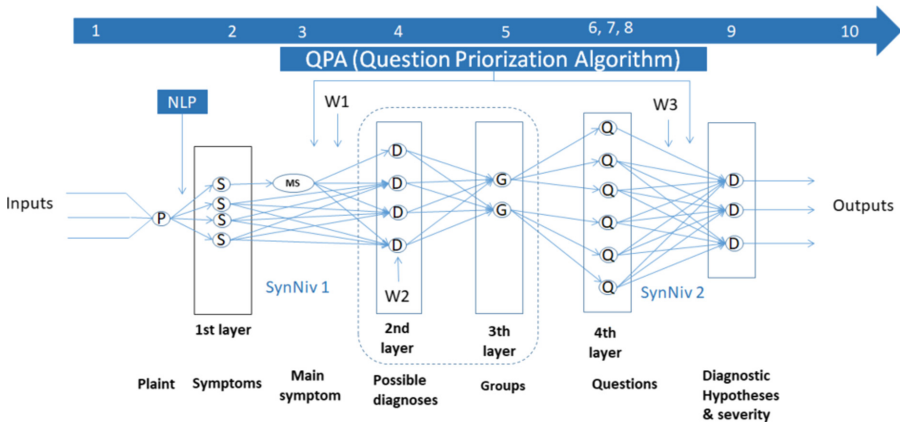 1 2 3 4 5 6, 7, 8 9 10
QPA (Question Priorization Algorithm)
NLP
W1
W3
Inputs
P
S
S
S
S
MS
D
D
D
D
G
G
Q
Q
Q
Q
Q
D
D
D
Outputs
SynNiv 1
W2
SynNiv 2
1st layer
2nd
layer
3th
layer
4th
layer
Plaint
Symptoms
Main
symptom
Possible
diagnoses
Groups
Questions
Diagnostic
Hypotheses
& severity